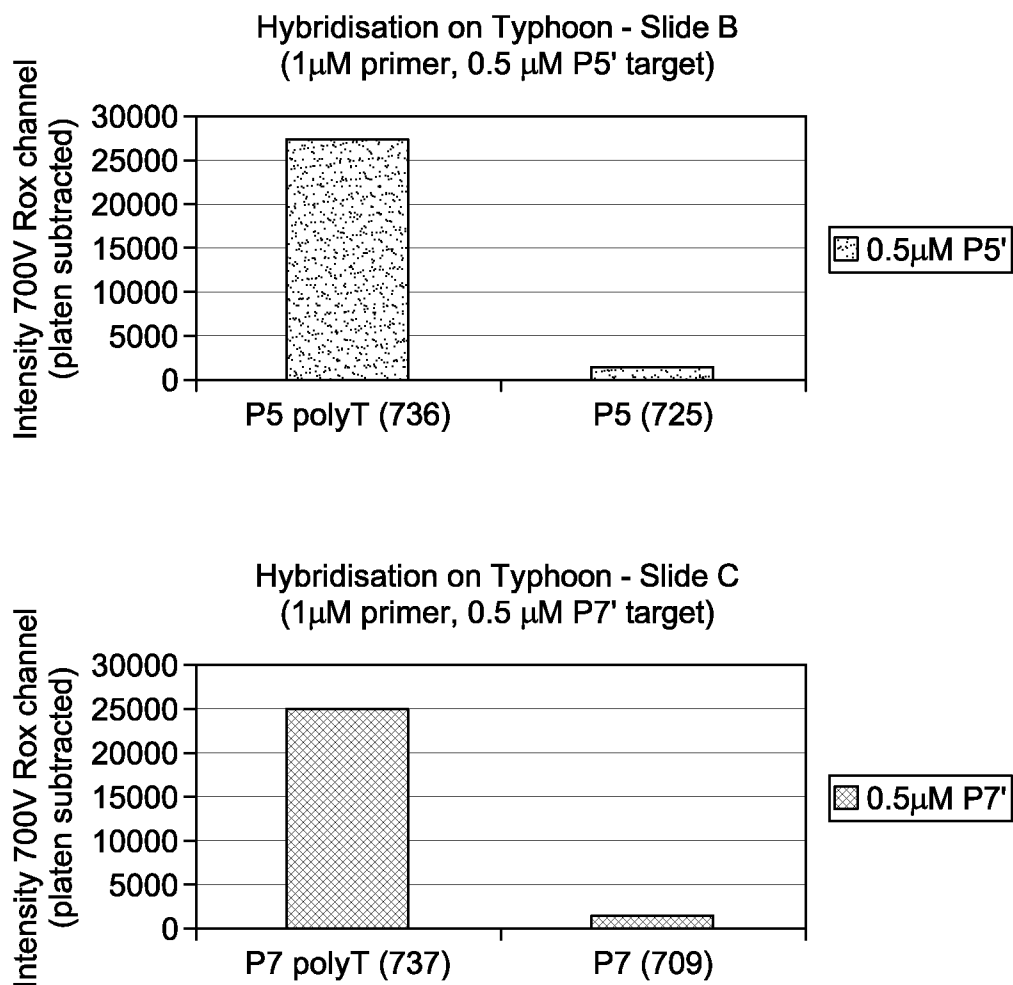 Hybridisation on Typhoon - Slide B
(1μM primer, 0.5 μM P5' target)
Intensity 700V Rox channel
(platen subtracted)
30000
25000
20000
15000
10000
5000
0
P5 polyT (736)
P5 (725)
0.5μM P5'
Hybridisation on Typhoon - Slide C
(1μM primer, 0.5 μM P7' target)
Intensity 700V Rox channel
(platen subtracted)
30000
25000
20000
15000
10000
5000
0
P7 polyT (737)
P7 (709)
0.5μM P7'